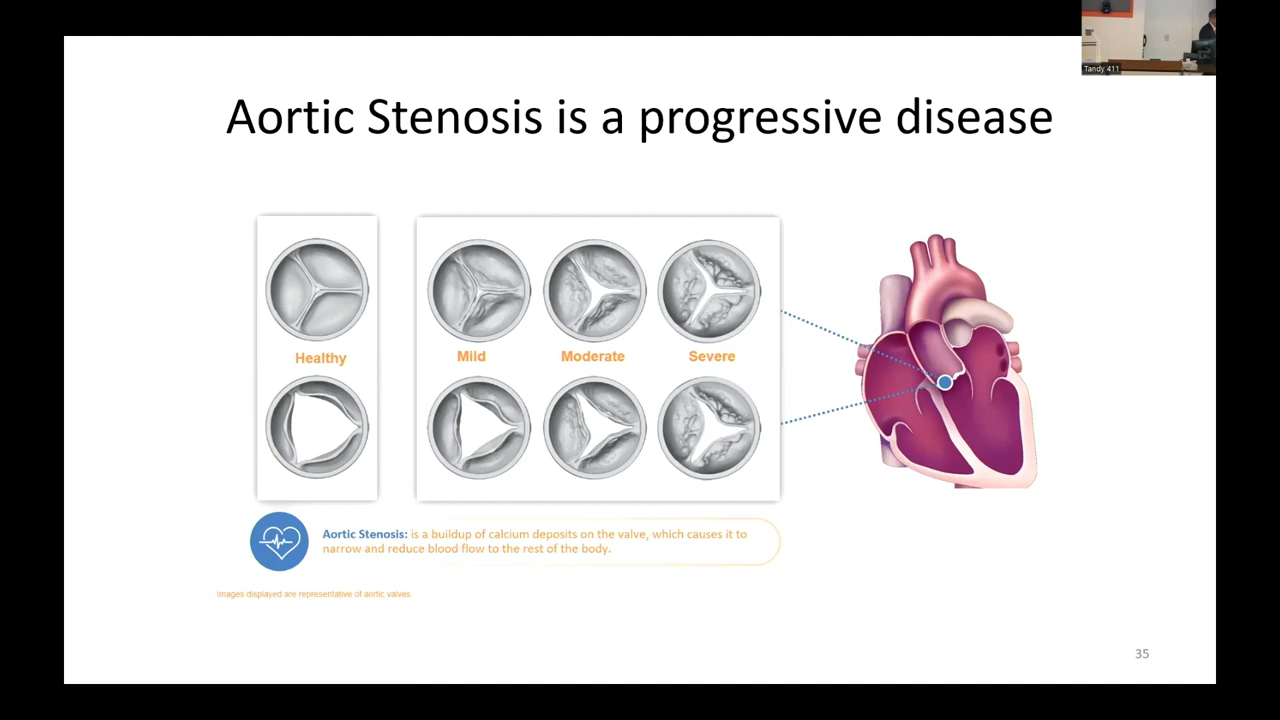 Tandy 411
Aortic Stenosis is a progressive disease
Healthy
Mild
Moderate
Severe
Aortic Stenosis: is a buildup of calcium deposits on the valve, which causes it to
narrow and reduce blood flow to the rest of the body.
Images displayed are representative of aortic valves
35